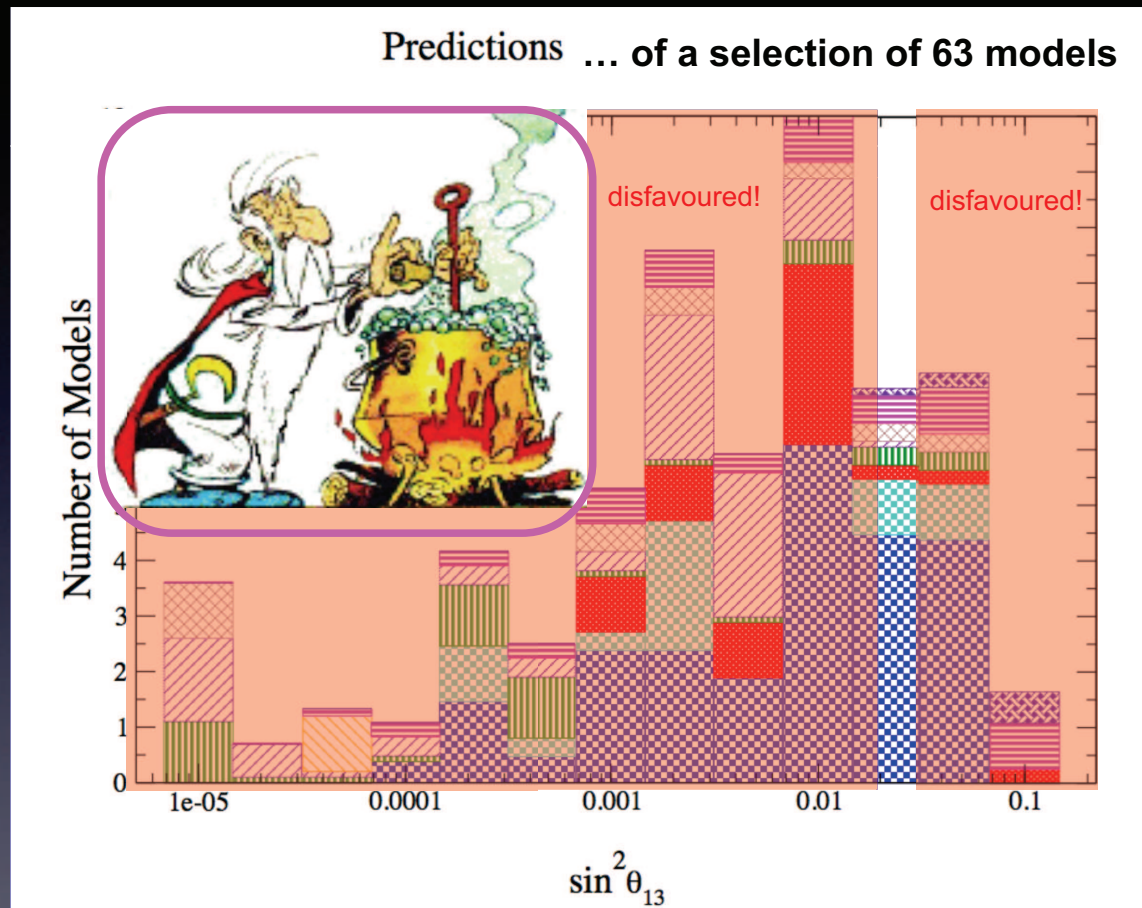 Predictions ... of a selection of 63 models
disfavoured!
disfavoured!
Number of Models
4
3
2
1
0
1e-05 0.0001 0.001 0.01 0.1
sin²θ₁₃